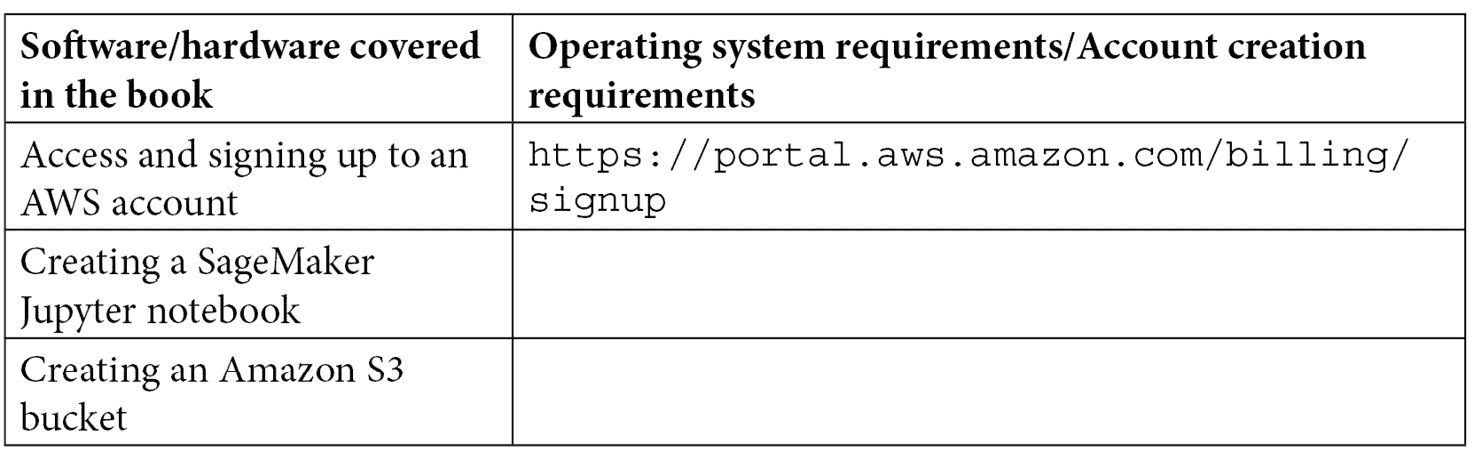 Software/hardware covered
in the book
Operating system requirements/Account creation
requirements
Access and signing up to an
AWS account
https://portal.aws.amazon.com/billing/
signup
Creating a SageMaker
Jupyter notebook
Creating an Amazon S3
bucket